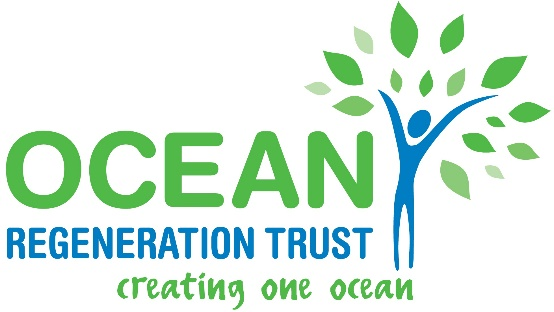 OCEAN
REGENERATION TRUST
creating one ocean